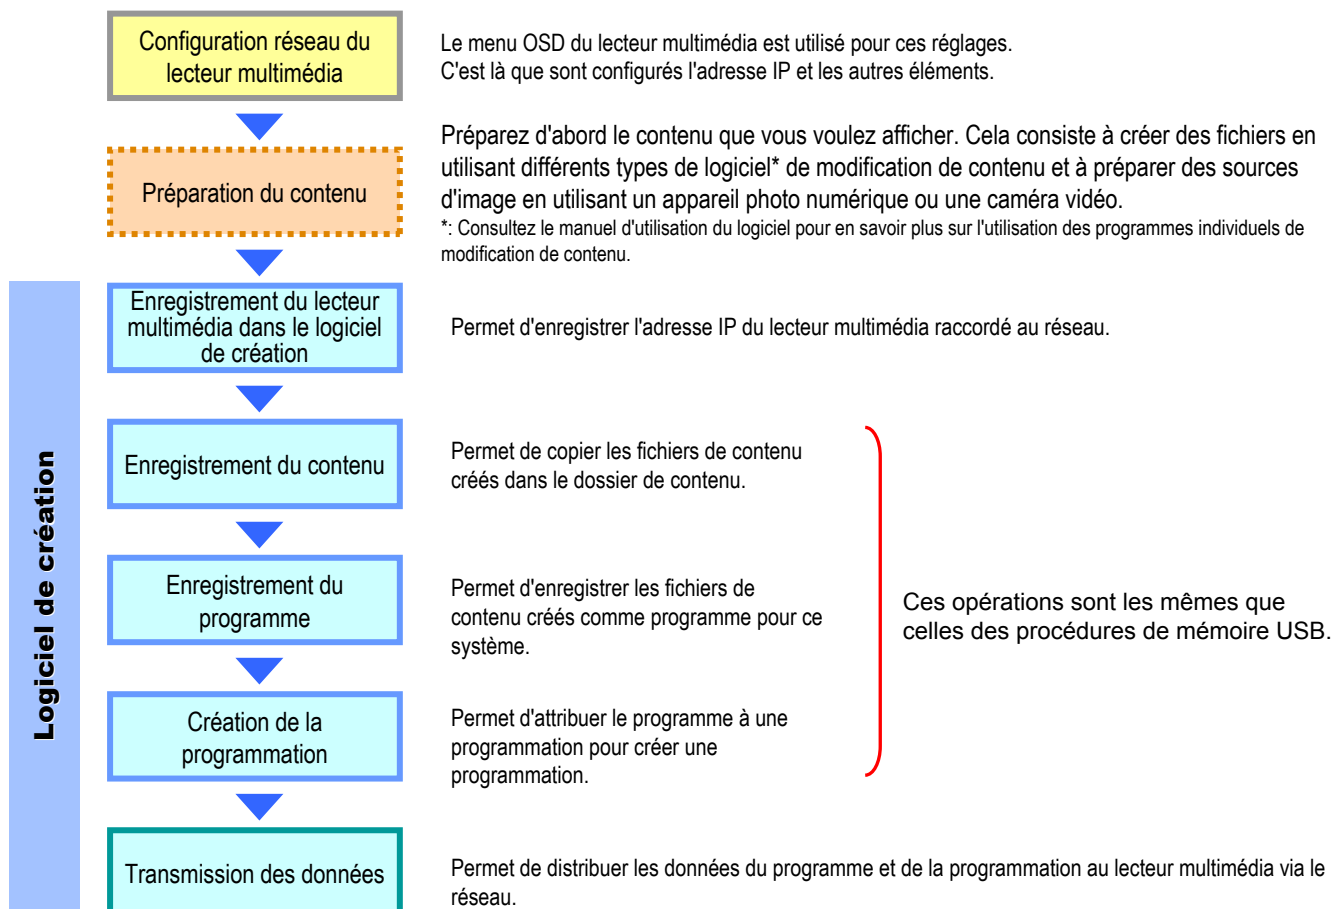 Configuration réseau du
lecteur multimédia
Le menu OSD du lecteur multimédia est utilisé pour ces réglages.
C'est là que sont configurés l'adresse IP et les autres éléments.
Préparation du contenu
Préparez d'abord le contenu que vous voulez afficher. Cela consiste à créer des fichiers en
utilisant différents types de logiciel* de modification de contenu et à préparer des sources
d'image en utilisant un appareil photo numérique ou une caméra vidéo.
*: Consultez le manuel d'utilisation du logiciel pour en savoir plus sur l'utilisation des programmes individuels de
modification de contenu.
Logiciel de création
Enregistrement du lecteur
multimédia dans le logiciel
de création
Permet d'enregistrer l'adresse IP du lecteur multimédia raccordé au réseau.
Enregistrement du contenu
Permet de copier les fichiers de contenu
créés dans le dossier de contenu.
Enregistrement du
programme
Permet d'enregistrer les fichiers de
contenu créés comme programme pour ce
système.
Ces opérations sont les mêmes que
celles des procédures de mémoire USB.
Création de la
programmation
Permet d'attribuer le programme à une
programmation pour créer une
programmation.
Transmission des données
Permet de distribuer les données du programme et de la programmation au lecteur multimédia via le
réseau.